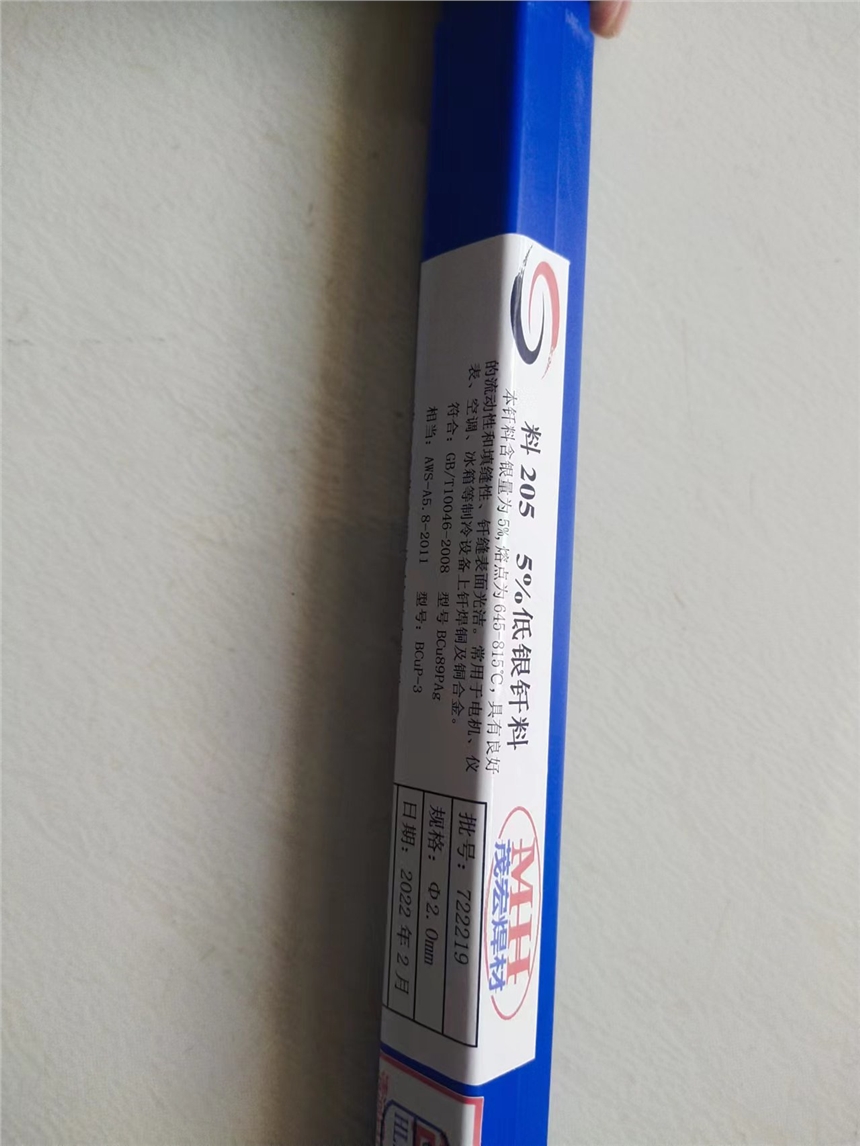 料 205 5%低银钎料
本钎料含银量为5%,熔点为645-815℃,具有良好
的流动性和填缝性、钎缝表面光洁。常用于电机、仪
表、空调、冰箱等制冷设备上钎焊铜及铜合金。
符合:GB/T10046-2008 型号 BCu89PAg
相当:AWS-A5.8-2011 型号:BCuP-3
MH
茂宏焊材
批号:722219
规格:Φ2.0mm
日期:2022年2月